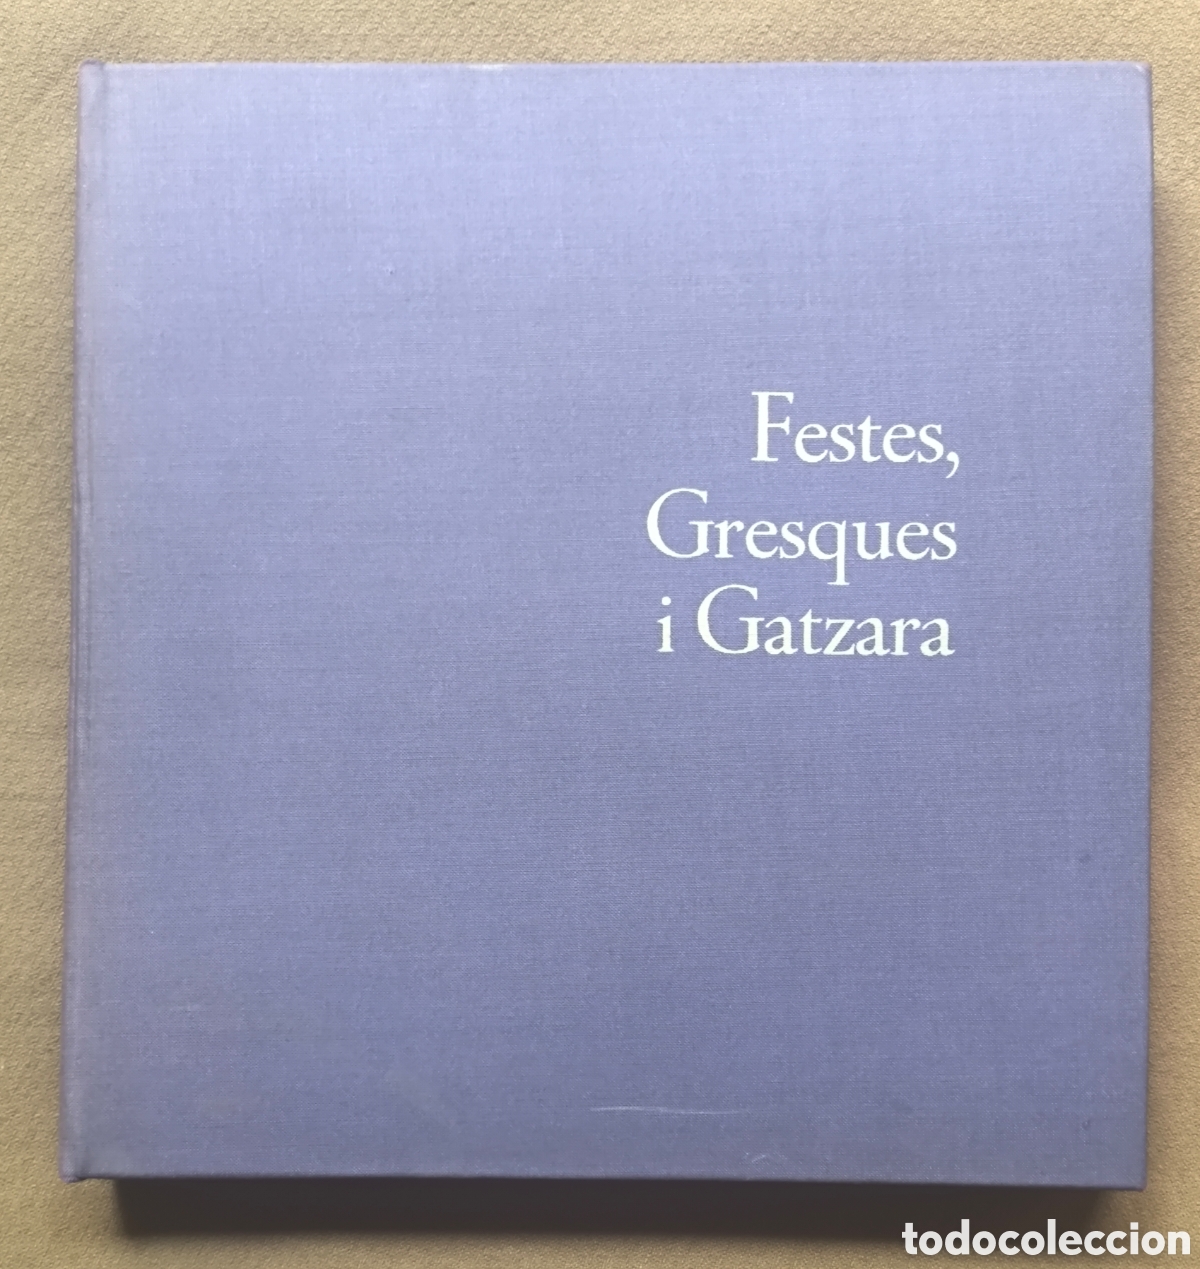 Festes,
Gresques
i Gatzara
todocoleccion